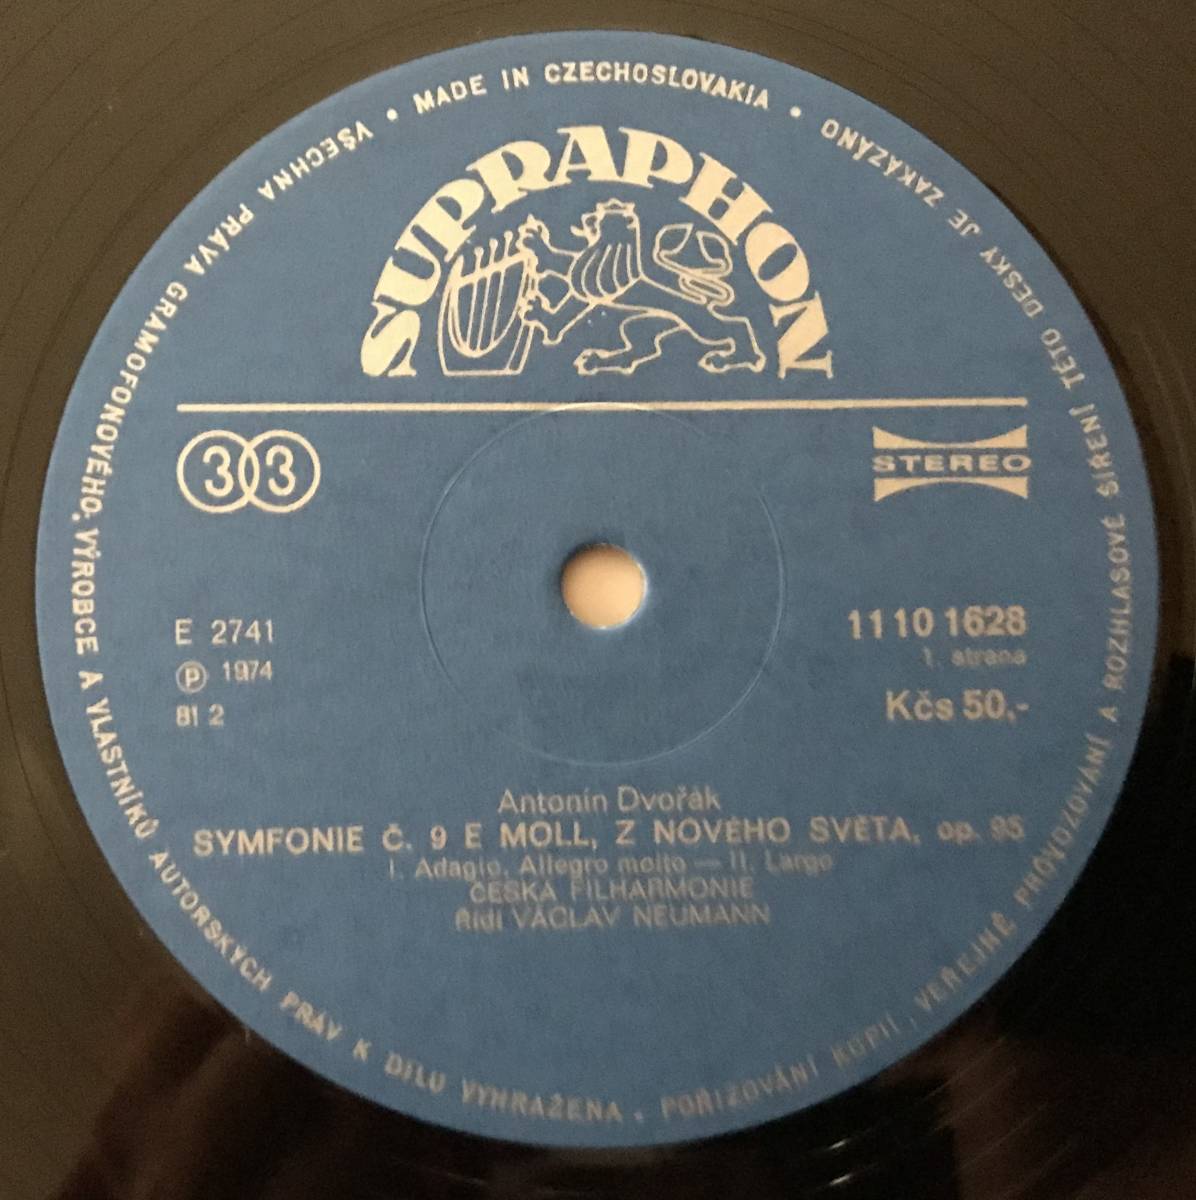 MADE IN CZECHOSLOVAKIA
• VŠECHNA PRÁVA GRAMOFONOVÉHO, VÝROBCE A VLASTNÍKŮ AUTORSKÝCH PRÁV K DÍLU VYHRAŽENA. POŘIZOVÁNÍ KOPIÍ, VEŘEJNÉ PROVOZOVÁNÍ A ROZHLASOVÉ ŠÍŘENÍ TÉTO DESKY JE ZAKÁZÁNO •
SUPRAPHON
33
STEREO
E 2741
Ⓟ 1974
81 2
11 10 1628
1. strana
Kčs 50,-
Antonín Dvořák
SYMFONIE Č. 9 E MOLL, Z NOVÉHO SVĚTA, op. 95
I. Adagio, Allegro molto — II. Largo
ČESKÁ FILHARMONIE
Řídí VÁCLAV NEUMANN